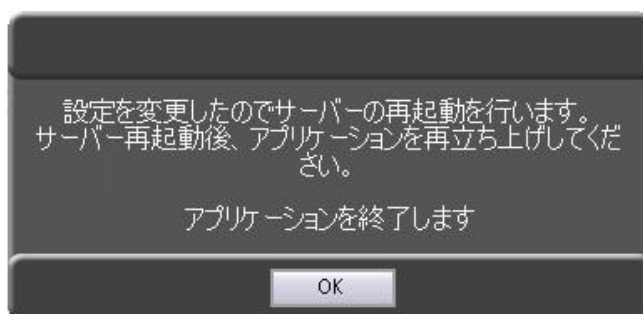 設定を変更したのでサーバーの再起動を行います。
サーバー再起動後、アプリケーションを再立ち上げしてくだ
さい。
アプリケーションを終了します
OK